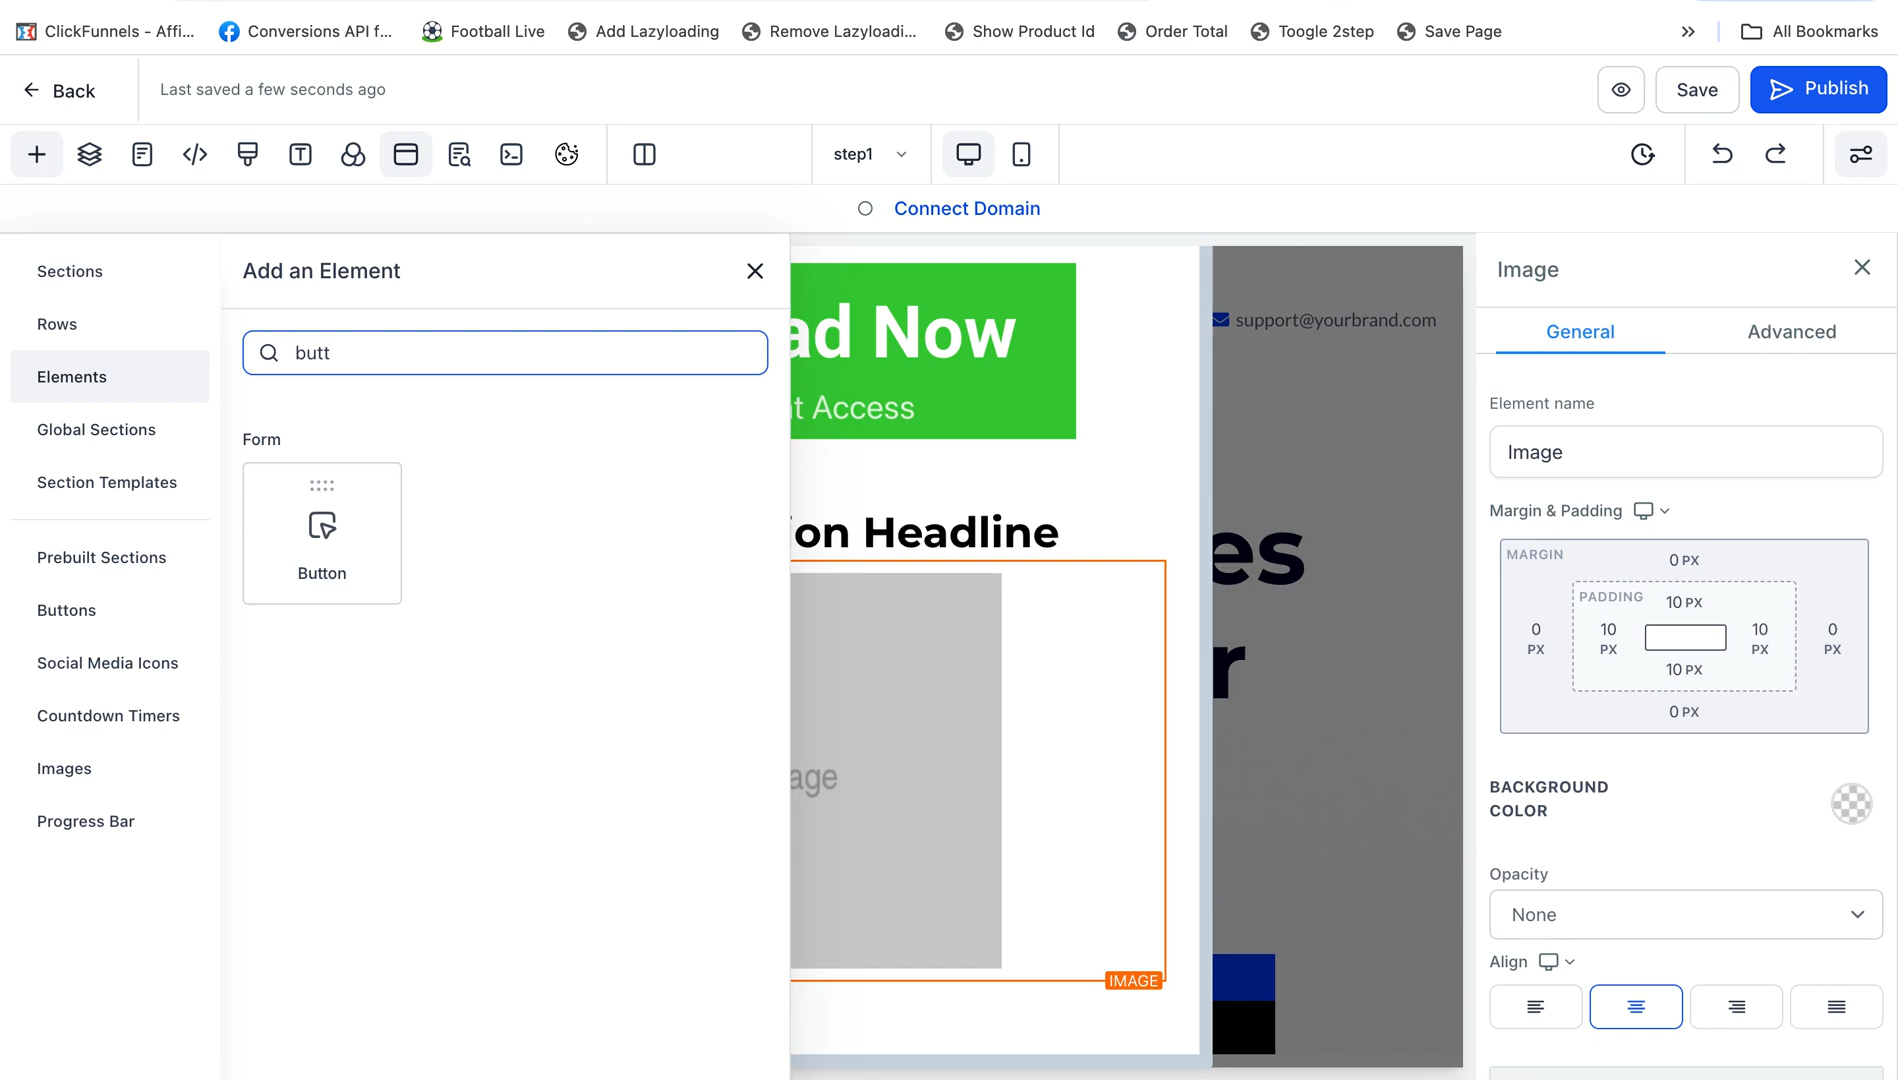 ClickFunnels - Affi...
Conversions API f...
Football Live
Add Lazyloading
Remove Lazyloadi...
Show Product Id
Order Total
Toogle 2step
Save Page
All Bookmarks
Back
Last saved a few seconds ago
Save
Publish
step1
Connect Domain
Sections
Rows
Elements
Global Sections
Section Templates
Prebuilt Sections
Buttons
Social Media Icons
Countdown Timers
Images
Progress Bar
Add an Element
butt
Form
Button
ad Now
t Access
ion Headline
age
IMAGE
support@yourbrand.com
es
r
Image
General
Advanced
Element name
Image
Margin & Padding
MARGIN
0 PX
PADDING
10 PX
0 PX
10 PX
10 PX
0 PX
10 PX
0 PX
BACKGROUND
COLOR
Opacity
None
Align